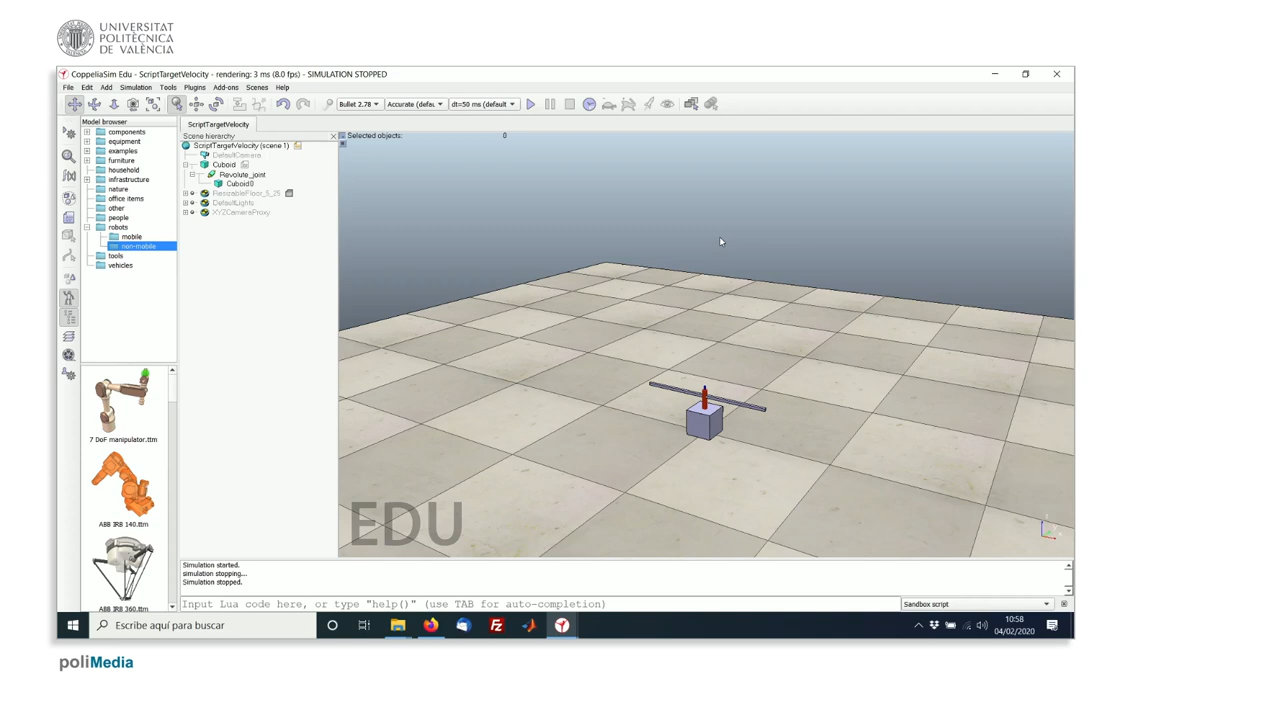 UNIVERSITAT
POLITÈCNICA
DE VALÈNCIA
CoppeliaSim Edu - ScriptTargetVelocity - rendering: 3 ms (8.0 fps) - SIMULATION STOPPED
File Edit Add Simulation Tools Plugins Add-ons Scenes Help
Bullet 2.78 Accurate (defau dt=50 ms (default
Model browser
components
equipment
examples
furniture
household
infrastructure
nature
office items
other
people
robots
mobile
non-mobile
tools
vehicles
7 DoF manipulator.ttm
ABB IRB 140.ttm
ABB IRB 360.ttm
ScriptTargetVelocity
Scene hierarchy
ScriptTargetVelocity (scene 1)
DefaultCamera
Cuboid
Revolute_joint
Cuboid0
ResizableFloor_5_25
DefaultLights
XYZCameraProxy
Selected objects: 0
EDU
Simulation started.
simulation stopping...
Simulation stopped.
Input Lua code here, or type "help()" (use TAB for auto-completion)
Sandbox script
Escribe aquí para buscar
10:58
04/02/2020
poliMedia